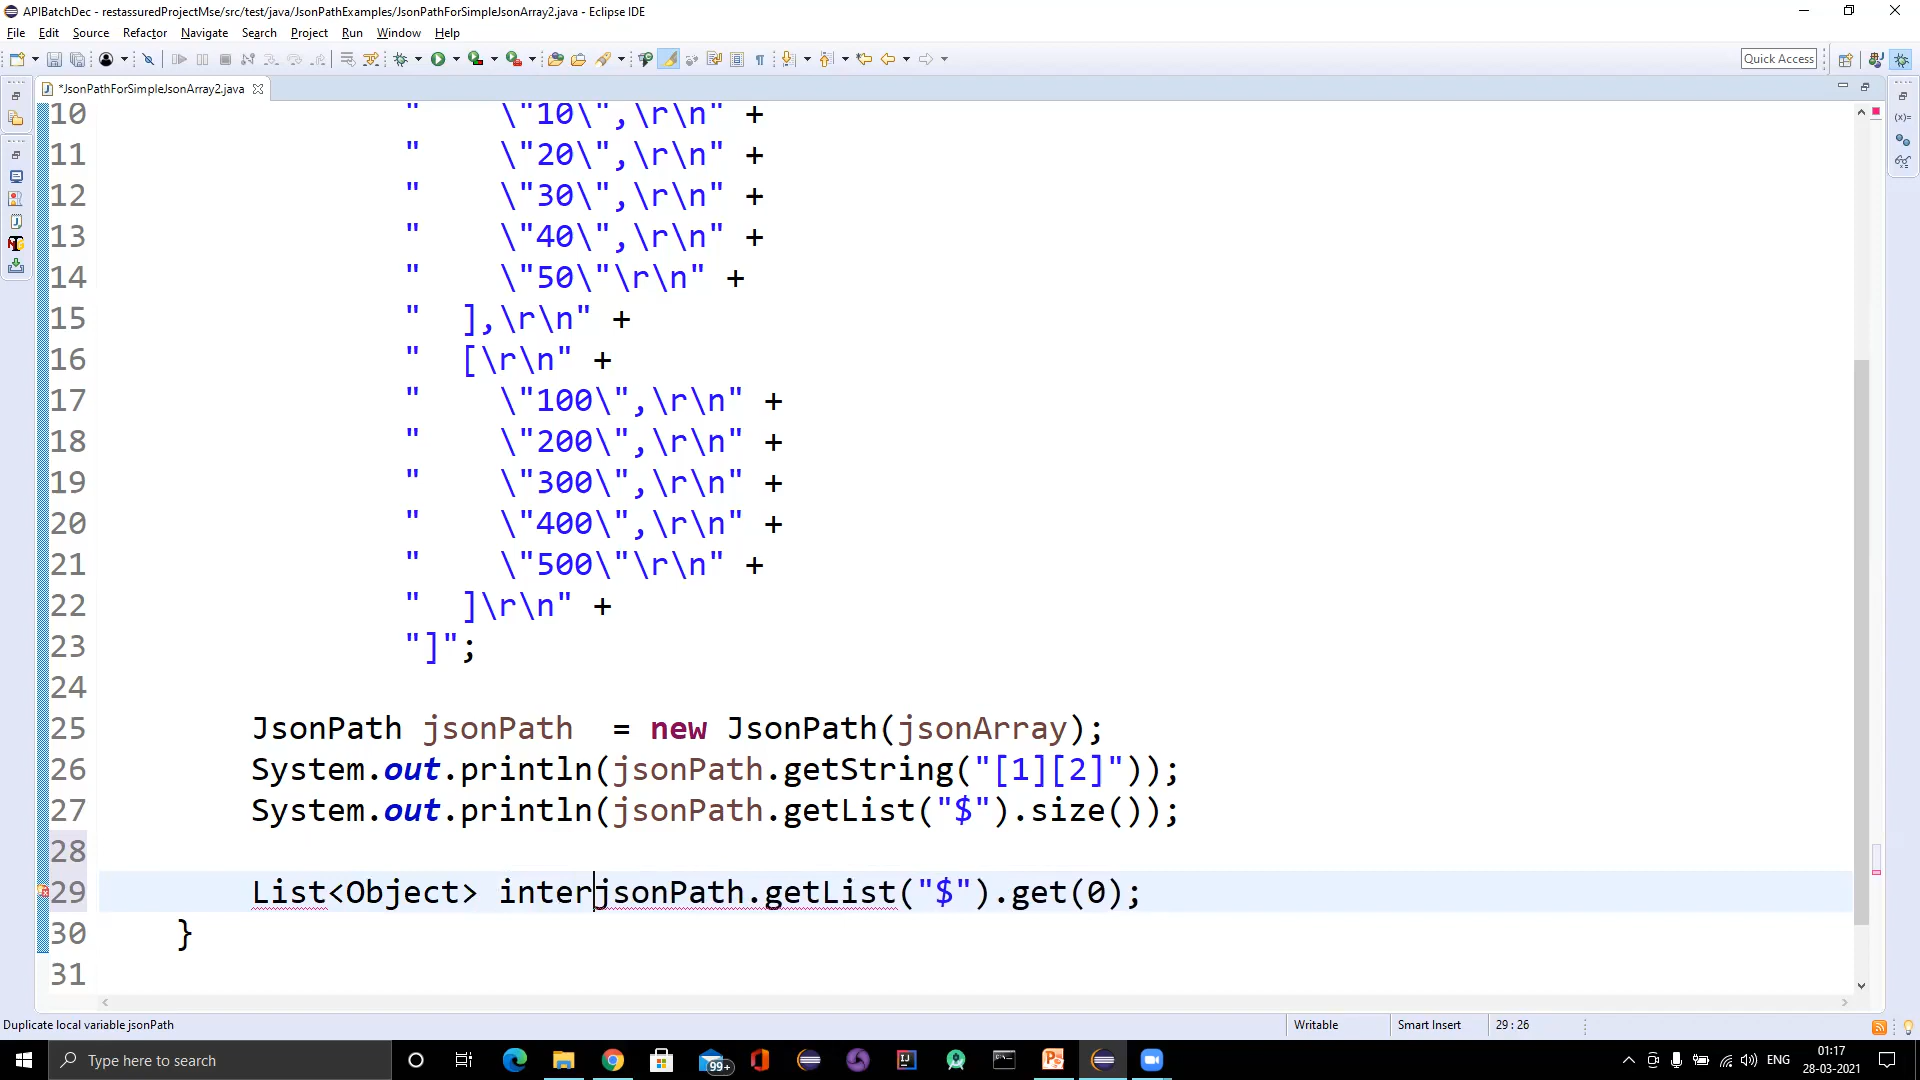 APIBatchDec - restassuredProjectMse/src/test/java/JsonPathExamples/JsonPathForSimpleJsonArray2.java - Eclipse IDE
File Edit Source Refactor Navigate Search Project Run Window Help
Quick Access
*JsonPathForSimpleJsonArray2.java
10 "    \"10\",\r\n" +
11 "    \"20\",\r\n" +
12 "    \"30\",\r\n" +
13 "    \"40\",\r\n" +
14 "    \"50\"\r\n" +
15 "  ],\r\n" +
16 "  [\r\n" +
17 "    \"100\",\r\n" +
18 "    \"200\",\r\n" +
19 "    \"300\",\r\n" +
20 "    \"400\",\r\n" +
21 "    \"500\"\r\n" +
22 "  ]\r\n" +
23 "]";
24
25 JsonPath jsonPath  = new JsonPath(jsonArray);
26 System.out.println(jsonPath.getString("[1][2]"));
27 System.out.println(jsonPath.getList("$").size());
28
29 List<Object> interjsonPath.getList("$").get(0);
30 }
31
Duplicate local variable jsonPath Writable Smart Insert 29 : 26
Type here to search 99+ ENG 01:17
28-03-2021